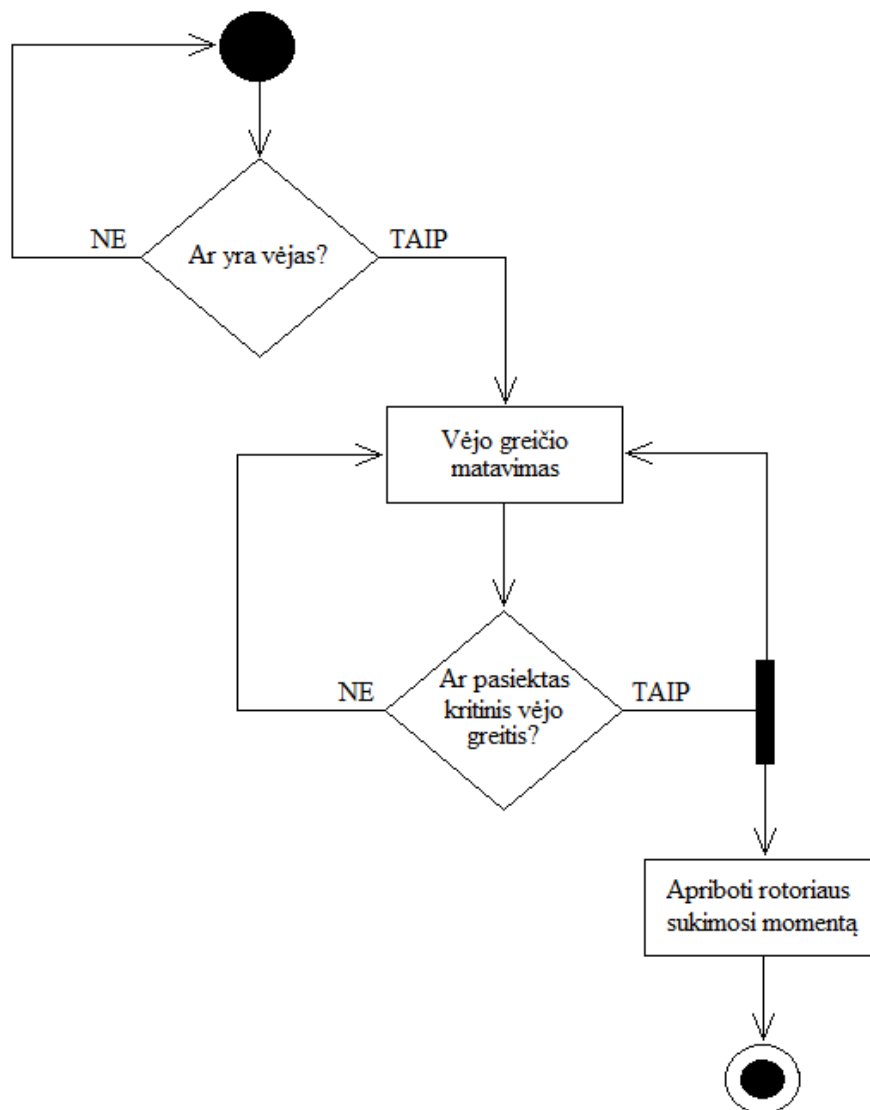 NE
TAIP
Ar yra vėjas?
Vėjo greičio
matavimas
NE
Ar pasiektas
kritinis vėjo
greitis?
TAIP
Apriboti rotoriaus
sukimosi momentą